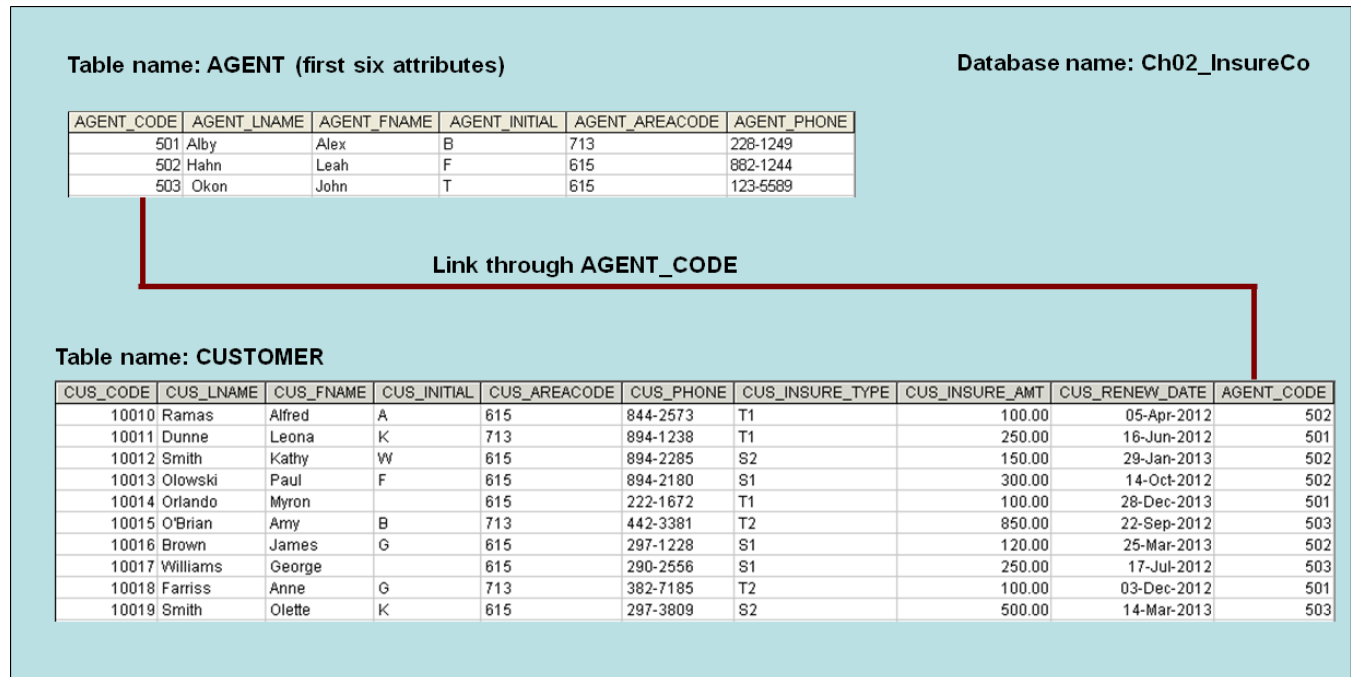 Table name: AGENT (first six attributes)
Database name: Ch02_InsureCo
AGENT_CODE AGENT_LNAME AGENT_FNAME AGENT_INITIAL AGENT_AREACODE AGENT_PHONE
501 Alby Alex B 713 228-1249
502 Hahn Leah F 615 882-1244
503 Okon John T 615 123-5589
Link through AGENT_CODE
Table name: CUSTOMER
CUS_CODE CUS_LNAME CUS_FNAME CUS_INITIAL CUS_AREACODE CUS_PHONE CUS_INSURE_TYPE CUS_INSURE_AMT CUS_RENEW_DATE AGENT_CODE
10010 Ramas Alfred A 615 844-2573 T1 100.00 05-Apr-2012 502
10011 Dunne Leona K 713 894-1238 T1 250.00 16-Jun-2012 501
10012 Smith Kathy W 615 894-2285 S2 150.00 29-Jan-2013 502
10013 Olowski Paul F 615 894-2180 S1 300.00 14-Oct-2012 502
10014 Orlando Myron 615 222-1672 T1 100.00 28-Dec-2013 501
10015 O'Brian Amy B 713 442-3381 T2 850.00 22-Sep-2012 503
10016 Brown James G 615 297-1228 S1 120.00 25-Mar-2013 502
10017 Williams George 615 290-2556 S1 250.00 17-Jul-2012 503
10018 Farriss Anne G 713 382-7185 T2 100.00 03-Dec-2012 501
10019 Smith Olette K 615 297-3809 S2 500.00 14-Mar-2013 503